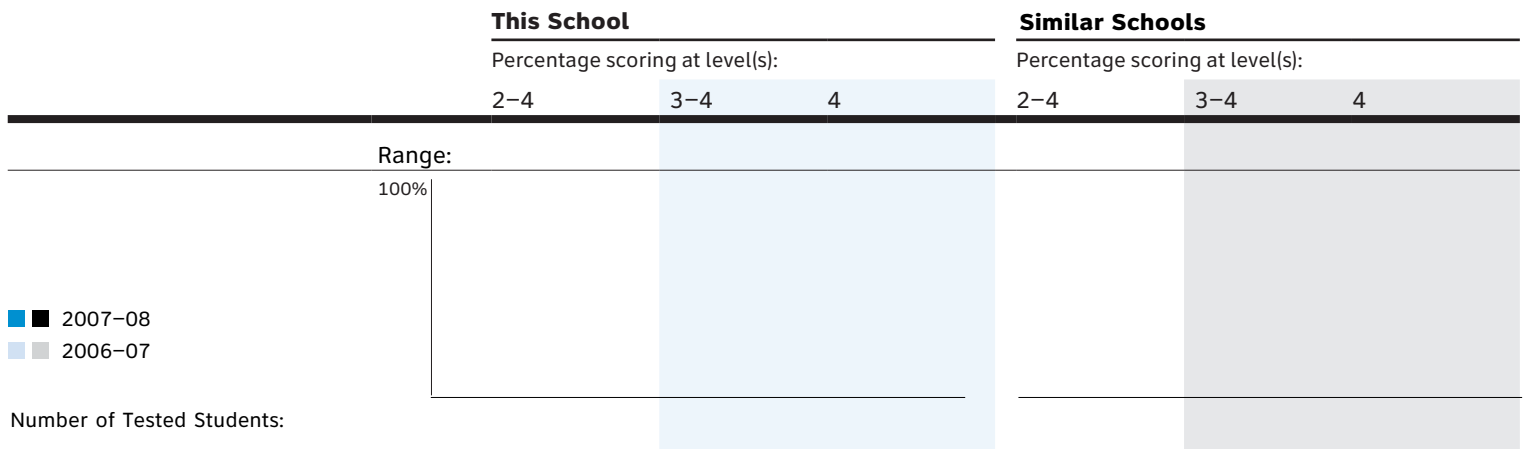 This School Similar Schools
Percentage scoring at level(s): Percentage scoring at level(s):
2–4 3–4 4 2–4 3–4 4
Range:
100%
2007–08
2006–07
Number of Tested Students: